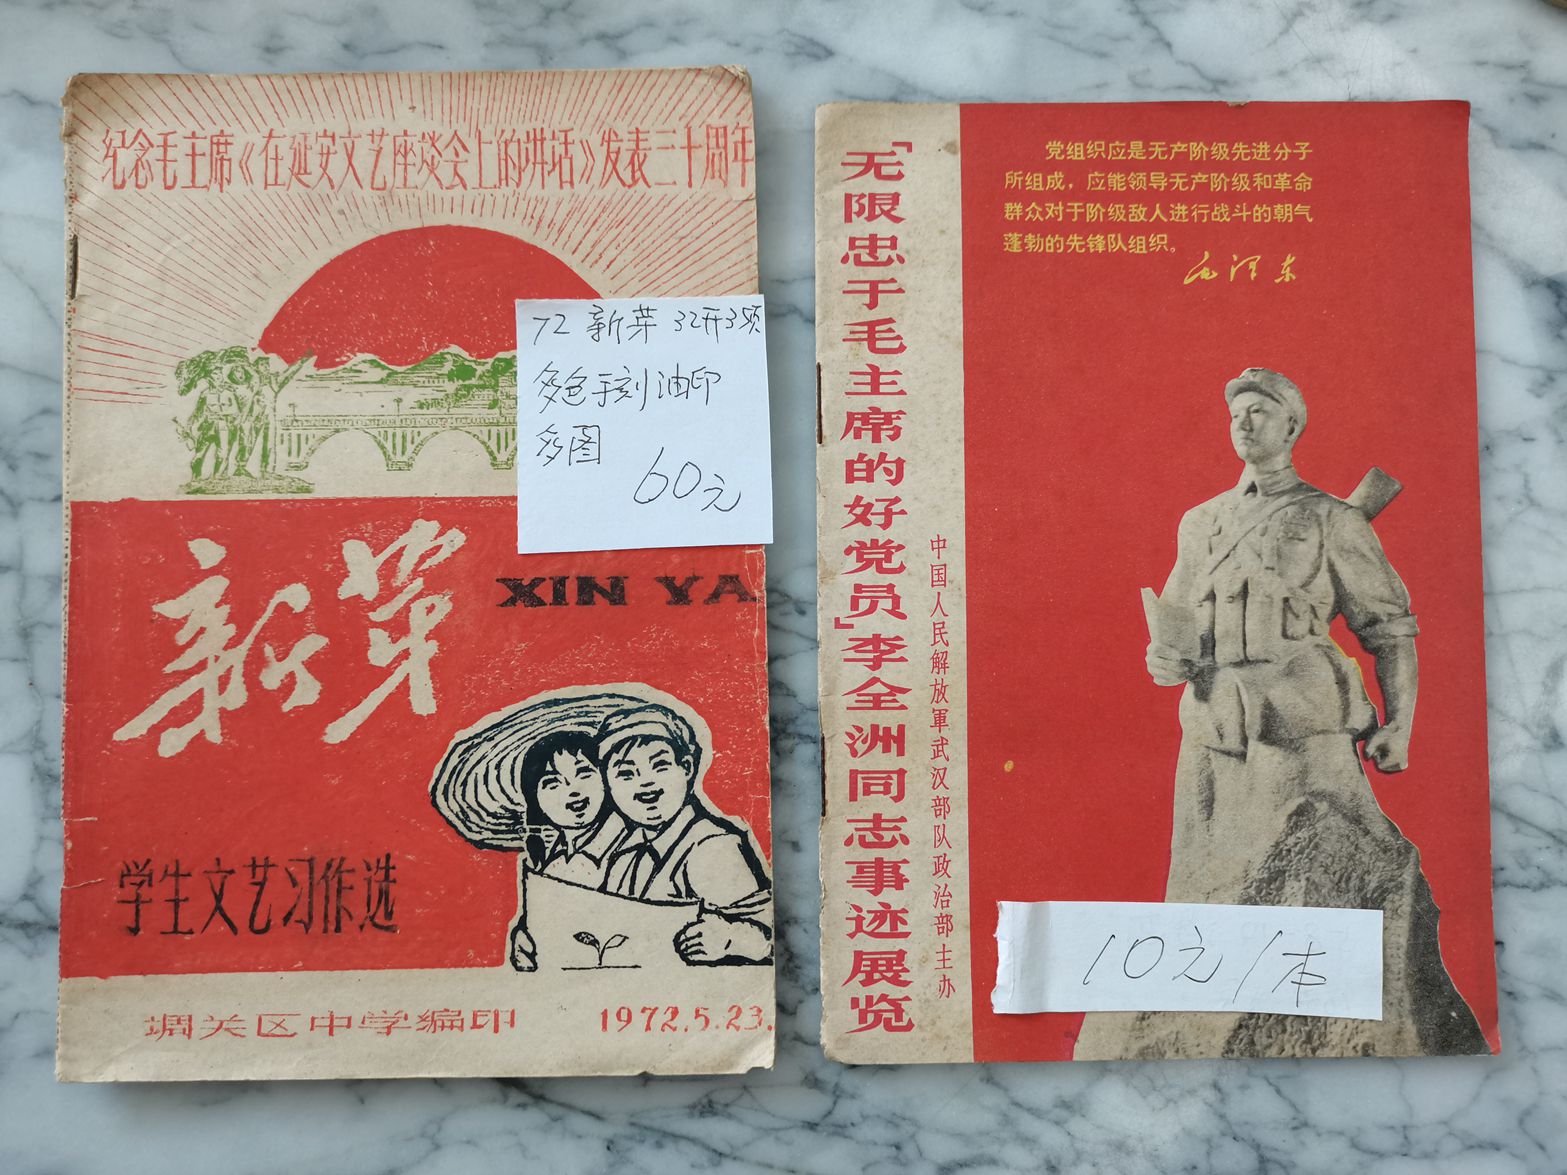 纪念毛主席《在延安文艺座谈会上的讲话》发表三十周年
72 新芽 32开3项
多色手刻油印
多图
60元
新芽
XIN YA
学生文艺习作选
关区中学编印
1972.5.23.
「无限忠于毛主席的好党员」李全洲同志事迹展览
中国人民解放軍武汉部队政治部主办
党组织应是无产阶级先进分子
所组成，应能领导无产阶级和革命
群众对于阶级敌人进行战斗的朝气
蓬勃的先锋队组织。
毛泽东
10元/本